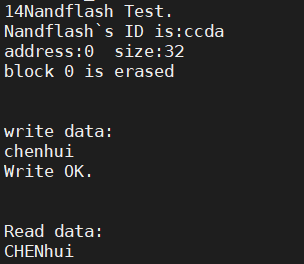 14Nandflash Test.
Nandflash`s ID is:ccda
address:0  size:32
block 0 is erased
write data:
chenhui
Write OK.
Read data:
CHENhui